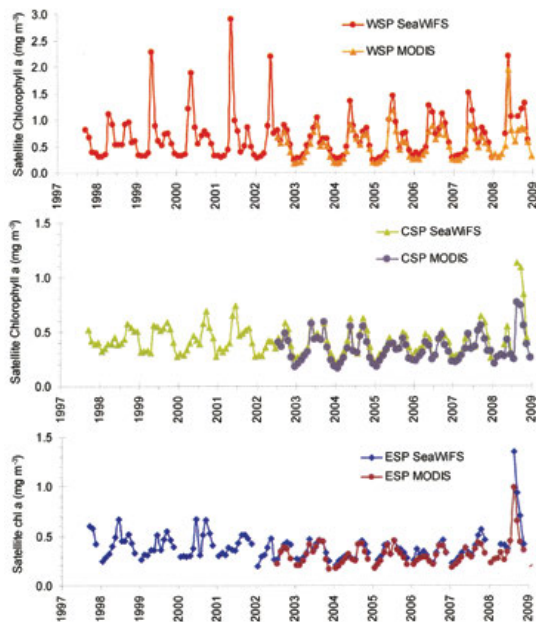 Satellite Chlorophyll a (mg m⁻³)
3.0
2.5
2.0
1.5
1.0
0.5
0.0
WSP SeaWiFS
WSP MODIS
1997 1998 1999 2000 2001 2002 2003 2004 2005 2006 2007 2008 2009
Satellite Chlorophyll a (mg m⁻³)
1.5
1.0
0.5
0.0
CSP SeaWiFS
CSP MODIS
1997 1998 1999 2000 2001 2002 2003 2004 2005 2006 2007 2008 2009
Satellite chl a (mg m⁻³)
1.5
1.0
0.5
0.0
ESP SeaWiFS
ESP MODIS
1997 1998 1999 2000 2001 2002 2003 2004 2005 2006 2007 2008 2009